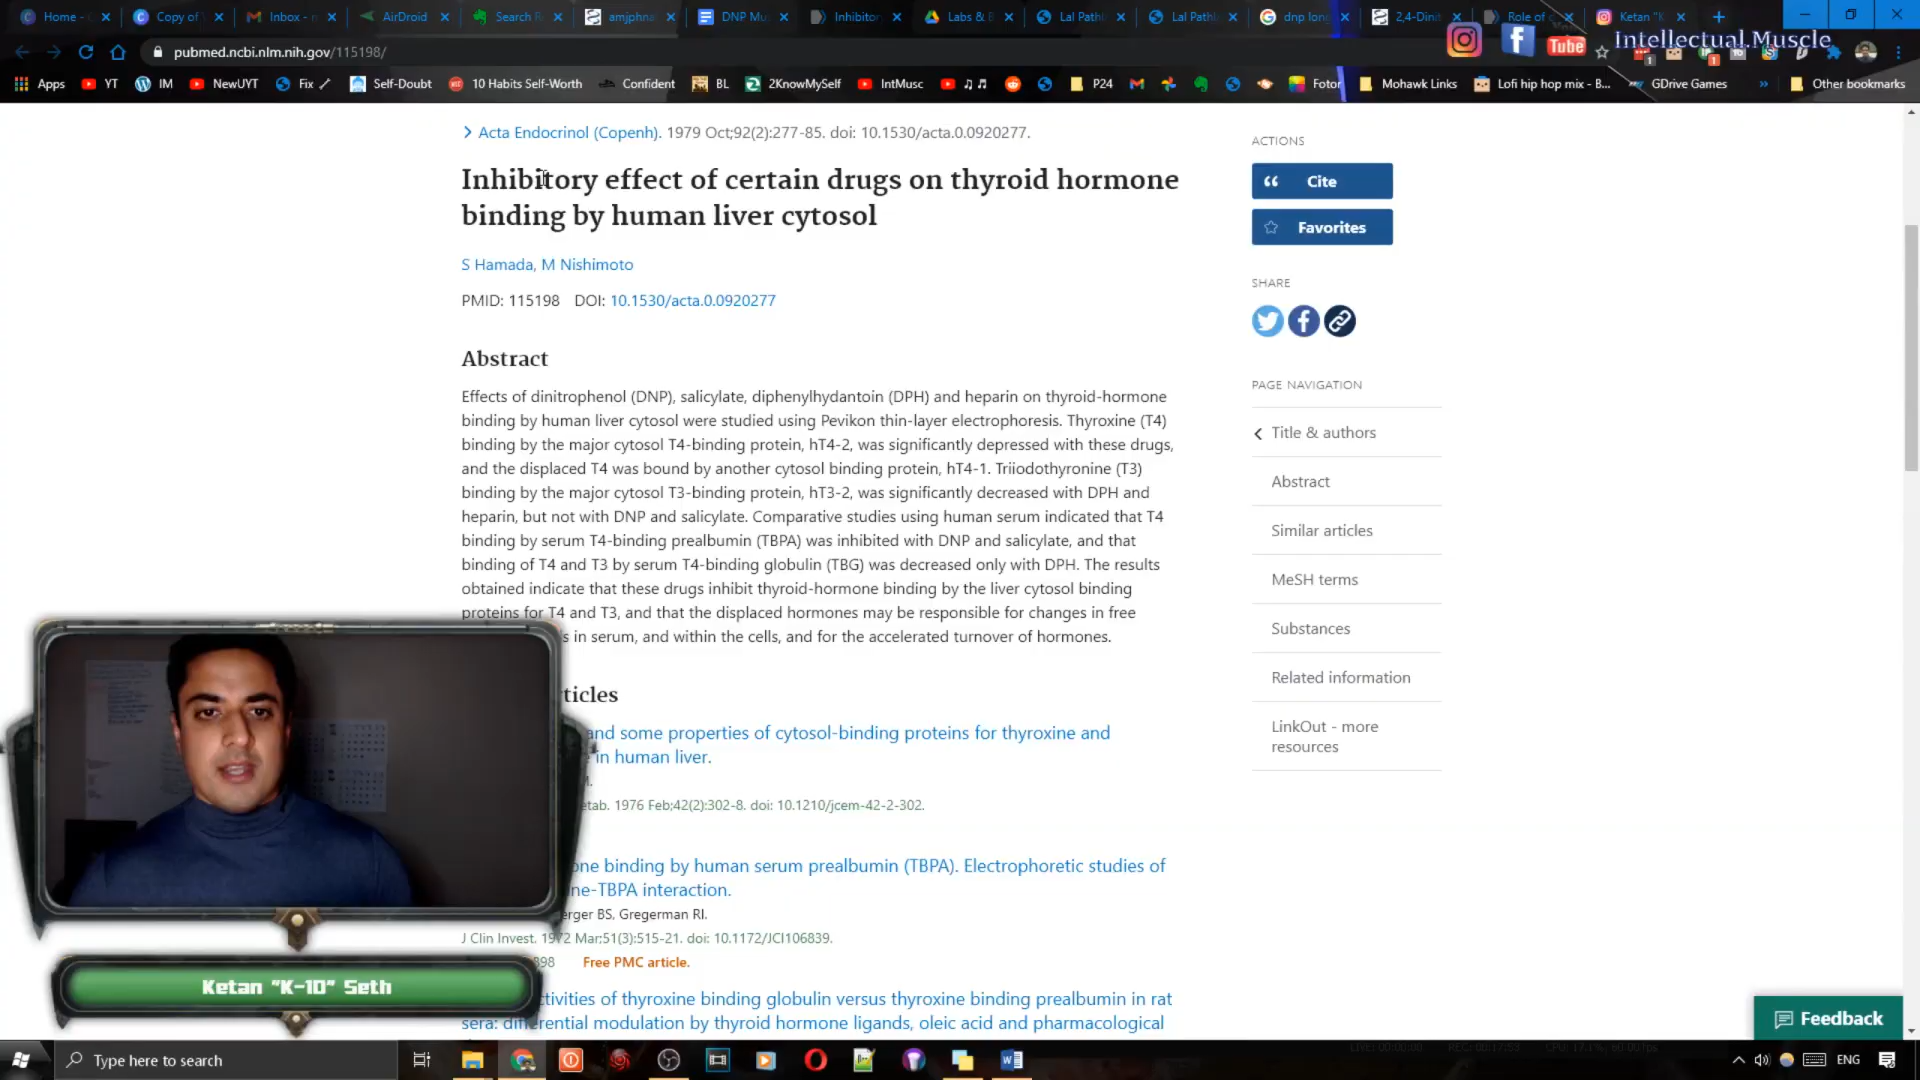 Home - C
Copy of
Inbox - r
AirDroid
Search R
amjphna
DNP Mu
Inhibitor
Labs & B
Lal Path
Lal Path
dnp long
2,4-Dinit
Role of
Ketan "K
pubmed.ncbi.nlm.nih.gov/115198/
Tube
Intellectual.Muscle
Apps
YT
IM
NewUYT
Fix
Self-Doubt
10 Habits Self-Worth
Confident
BL
2KnowMySelf
IntMusc
P24
Fotor
Mohawk Links
Lofi hip hop mix - B...
GDrive Games
Other bookmarks
Acta Endocrinol (Copenh). 1979 Oct;92(2):277-85. doi: 10.1530/acta.0.0920277.
Inhibitory effect of certain drugs on thyroid hormone
binding by human liver cytosol
S Hamada, M Nishimoto
PMID: 115198 DOI: 10.1530/acta.0.0920277
Abstract
Effects of dinitrophenol (DNP), salicylate, diphenylhydantoin (DPH) and heparin on thyroid-hormone
binding by human liver cytosol were studied using Pevikon thin-layer electrophoresis. Thyroxine (T4)
binding by the major cytosol T4-binding protein, hT4-2, was significantly depressed with these drugs,
and the displaced T4 was bound by another cytosol binding protein, hT4-1. Triiodothyronine (T3)
binding by the major cytosol T3-binding protein, hT3-2, was significantly decreased with DPH and
heparin, but not with DNP and salicylate. Comparative studies using human serum indicated that T4
binding by serum T4-binding prealbumin (TBPA) was inhibited with DNP and salicylate, and that
binding of T4 and T3 by serum T4-binding globulin (TBG) was decreased only with DPH. The results
obtained indicate that these drugs inhibit thyroid-hormone binding by the liver cytosol binding
proteins for T4 and T3, and that the displaced hormones may be responsible for changes in free
s in serum, and within the cells, and for the accelerated turnover of hormones.
ticles
and some properties of cytosol-binding proteins for thyroxine and
in human liver.
M.
etab. 1976 Feb;42(2):302-8. doi: 10.1210/jcem-42-2-302.
one binding by human serum prealbumin (TBPA). Electrophoretic studies of
ne-TBPA interaction.
erger BS, Gregerman RI.
J Clin Invest. 1972 Mar;51(3):515-21. doi: 10.1172/JCI106839.
398 Free PMC article.
tivities of thyroxine binding globulin versus thyroxine binding prealbumin in rat
sera: differential modulation by thyroid hormone ligands, oleic acid and pharmacological
ACTIONS
Cite
Favorites
SHARE
PAGE NAVIGATION
Title & authors
Abstract
Similar articles
MeSH terms
Substances
Related information
LinkOut - more
resources
Feedback
Ketan "K-10" Seth
Type here to search
ENG